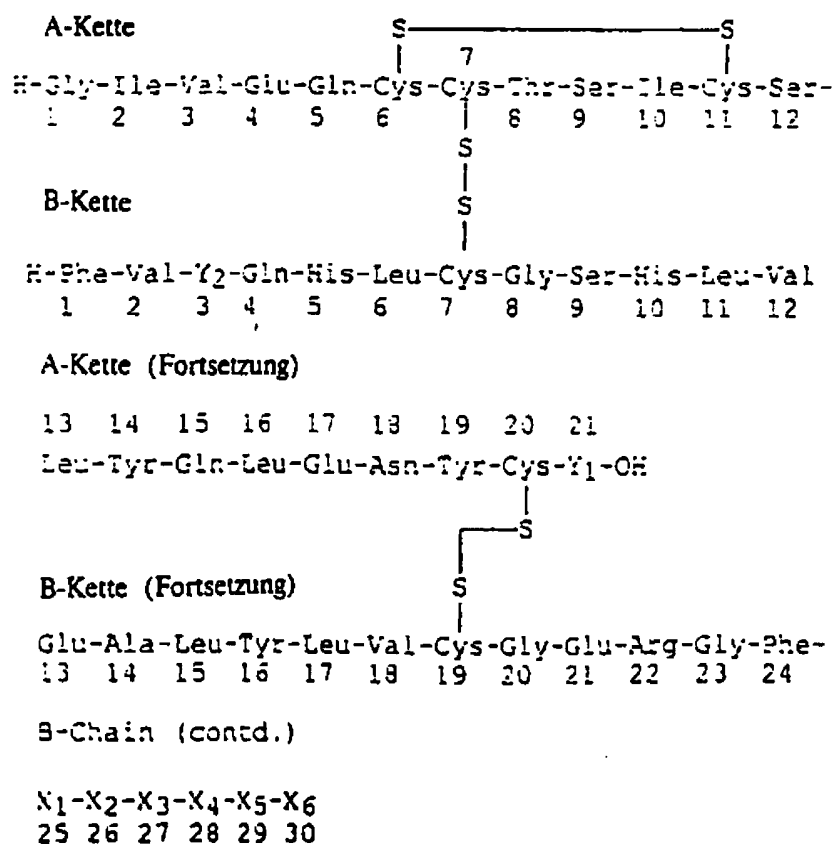 A-Kette
S S
7
H-Gly-Ile-Val-Glu-Gln-Cys-Cys-Thr-Ser-Ile-Cys-Ser-
1 2 3 4 5 6 8 9 10 11 12
S
S
B-Kette
H-Phe-Val-Y2-Gln-His-Leu-Cys-Gly-Ser-His-Leu-Val
1 2 3 4 5 6 7 8 9 10 11 12
A-Kette (Fortsetzung)
13 14 15 16 17 18 19 20 21
Leu-Tyr-Gln-Leu-Glu-Asn-Tyr-Cys-Y1-OH
S
S
B-Kette (Fortsetzung)
Glu-Ala-Leu-Tyr-Leu-Val-Cys-Gly-Glu-Arg-Gly-Phe-
13 14 15 16 17 18 19 20 21 22 23 24
B-Chain (contd.)
X1-X2-X3-X4-X5-X6
25 26 27 28 29 30